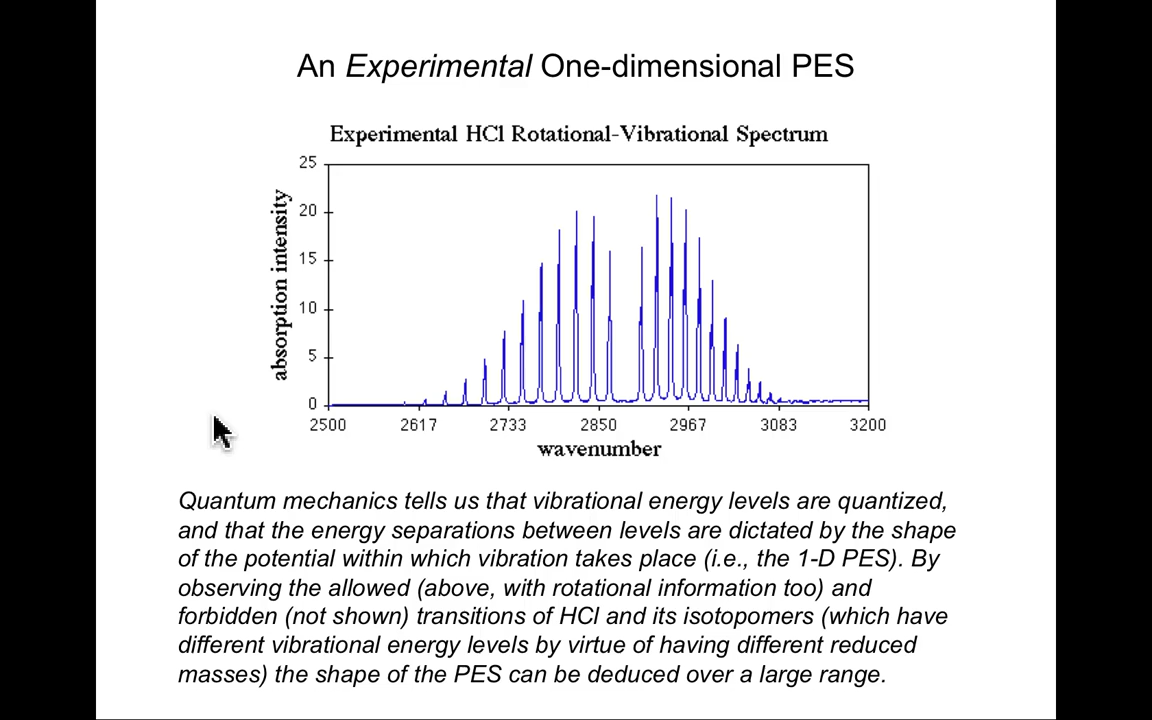 An Experimental One-dimensional PES
Experimental HCl Rotational-Vibrational Spectrum
absorption intensity
25
20
15
10
5
0
2500 2617 2733 2850 2967 3083 3200
wavenumber
Quantum mechanics tells us that vibrational energy levels are quantized,
and that the energy separations between levels are dictated by the shape
of the potential within which vibration takes place (i.e., the 1-D PES). By
observing the allowed (above, with rotational information too) and
forbidden (not shown) transitions of HCl and its isotopomers (which have
different vibrational energy levels by virtue of having different reduced
masses) the shape of the PES can be deduced over a large range.